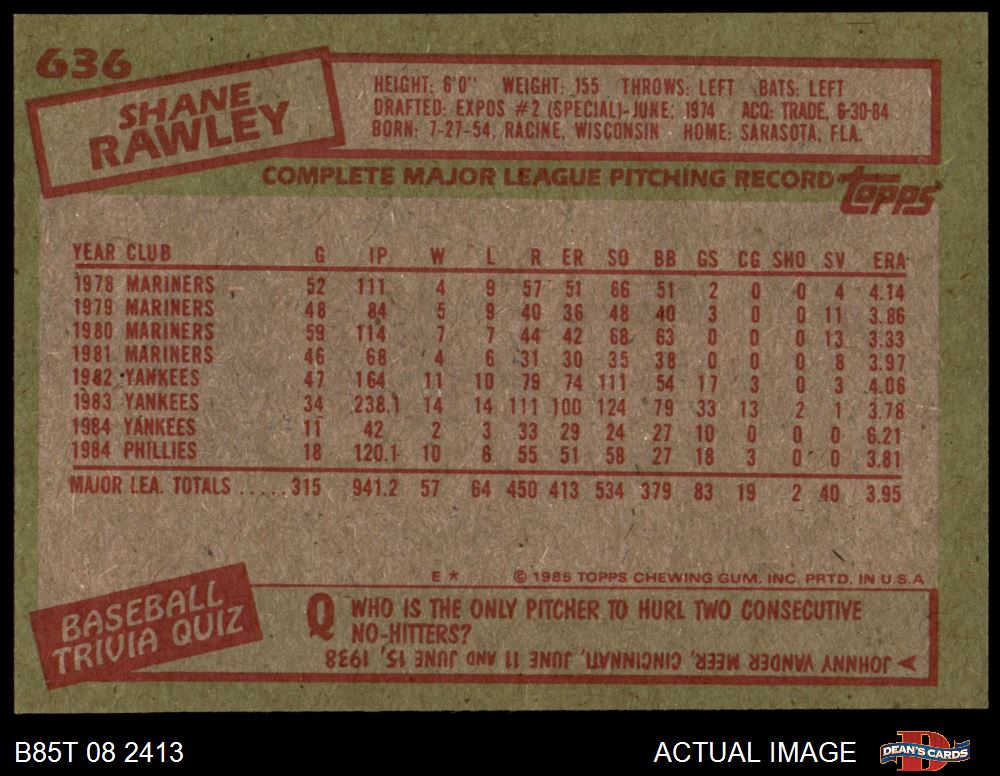 636
SHANE
RAWLEY
HEIGHT: 6'0" WEIGHT: 155 THROWS: LEFT BATS: LEFT
DRAFTED: EXPOS #2 (SPECIAL)-JUNE, 1974 ACQ: TRADE, 6-30-84
BORN: 7-27-54, RACINE, WISCONSIN HOME: SARASOTA, FLA.
COMPLETE MAJOR LEAGUE PITCHING RECORD topps
YEAR CLUB G IP W L R ER SO BB GS CG SHO SV ERA
1978 MARINERS 52 111 4 9 57 51 66 51 2 0 0 4 4.14
1979 MARINERS 48 84 5 9 40 36 48 40 3 0 0 11 3.86
1980 MARINERS 59 114 7 7 44 42 68 63 0 0 0 13 3.33
1981 MARINERS 46 68 4 6 31 30 35 38 0 0 0 8 3.97
1982 YANKEES 47 164 11 10 79 74 111 54 17 3 0 3 4.06
1983 YANKEES 34 238.1 14 14 111 100 124 79 33 13 2 1 3.78
1984 YANKEES 11 42 2 3 33 29 24 27 10 0 0 0 6.21
1984 PHILLIES 18 120.1 10 6 55 51 58 27 18 3 0 0 3.81
MAJOR LEA. TOTALS ..... 315 941.2 57 64 450 413 534 379 83 19 2 40 3.95
E * © 1985 TOPPS CHEWING GUM, INC. PRTD. IN U.S.A
BASEBALL
TRIVIA QUIZ
Q WHO IS THE ONLY PITCHER TO HURL TWO CONSECUTIVE
NO-HITTERS?
JOHNNY VANDER MEER, CINCINNATI, JUNE 11 AND JUNE 15, 1938
B85T 08 2413
ACTUAL IMAGE
DEAN'S CARDS